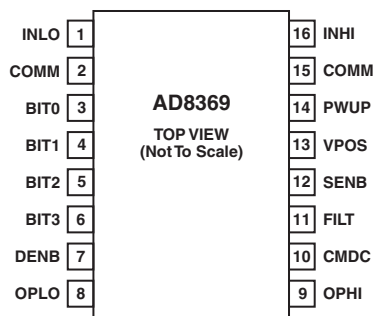 INLO 1 16 INHI
COMM 2 15 COMM
BIT0 3 AD8369 14 PWUP
BIT1 4 TOP VIEW 13 VPOS
(Not To Scale)
BIT2 5 12 SENB
BIT3 6 11 FILT
DENB 7 10 CMDC
OPLO 8 9 OPHI